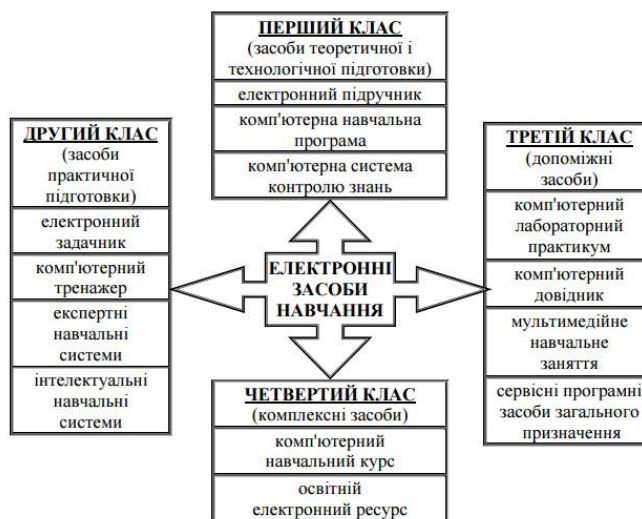 ПЕРШИЙ КЛАС
(засоби теоретичної і
технологічної підготовки)
електронний підручник
комп'ютерна навчальна
програма
комп'ютерна система
контролю знань
ДРУГИЙ КЛАС
(засоби
практичної
підготовки)
електронний
задачник
комп'ютерний
тренажер
експертні
навчальні
системи
інтелектуальні
навчальні
системи
ЕЛЕКТРОННІ
ЗАСОБИ
НАВЧАННЯ
ТРЕТІЙ КЛАС
(допоміжні
засоби)
комп'ютерний
лабораторний
практикум
комп'ютерний
довідник
мультимедійне
навчальне
заняття
сервісні програмні
засоби загального
призначення
ЧЕТВЕРТИЙ КЛАС
(комплексні засоби)
комп'ютерний
навчальний курс
освітній
електронний ресурс